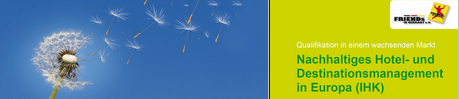 FRIENDS
Qualifikation in einem wachsenden Markt
Nachhaltiges Hotel- und
Destinationsmanagement
in Europa (IHK)